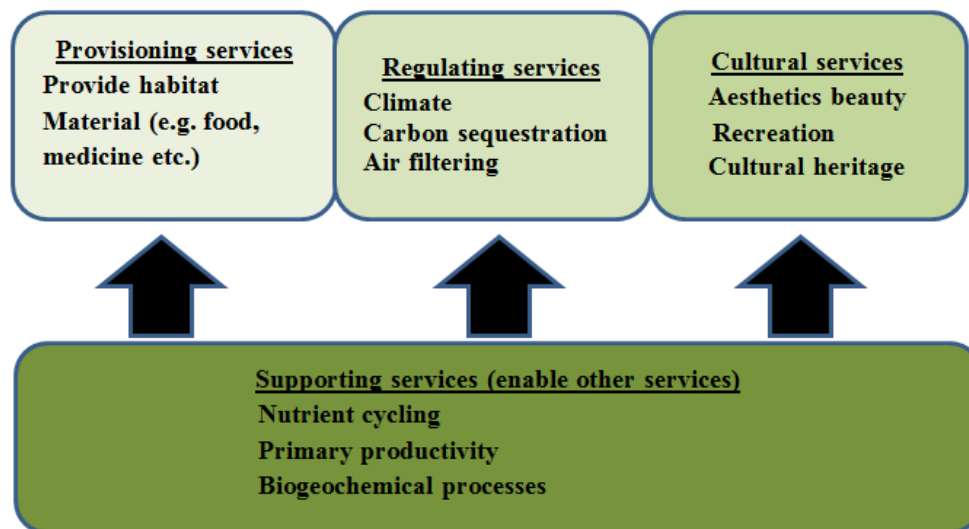 Provisioning services
Provide habitat
Material (e.g. food,
medicine etc.)
Regulating services
Climate
Carbon sequestration
Air filtering
Cultural services
Aesthetics beauty
Recreation
Cultural heritage
Supporting services (enable other services)
Nutrient cycling
Primary productivity
Biogeochemical processes